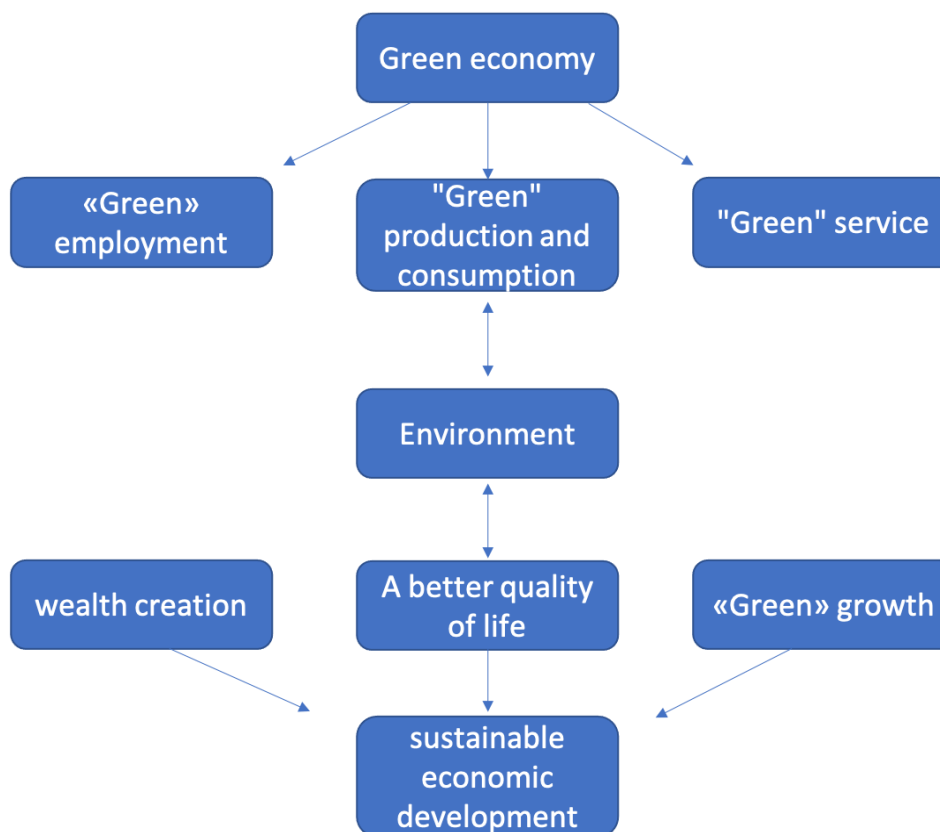 Green economy
«Green»
employment
"Green"
production and
consumption
"Green" service
Environment
wealth creation
A better quality
of life
«Green» growth
sustainable
economic
development